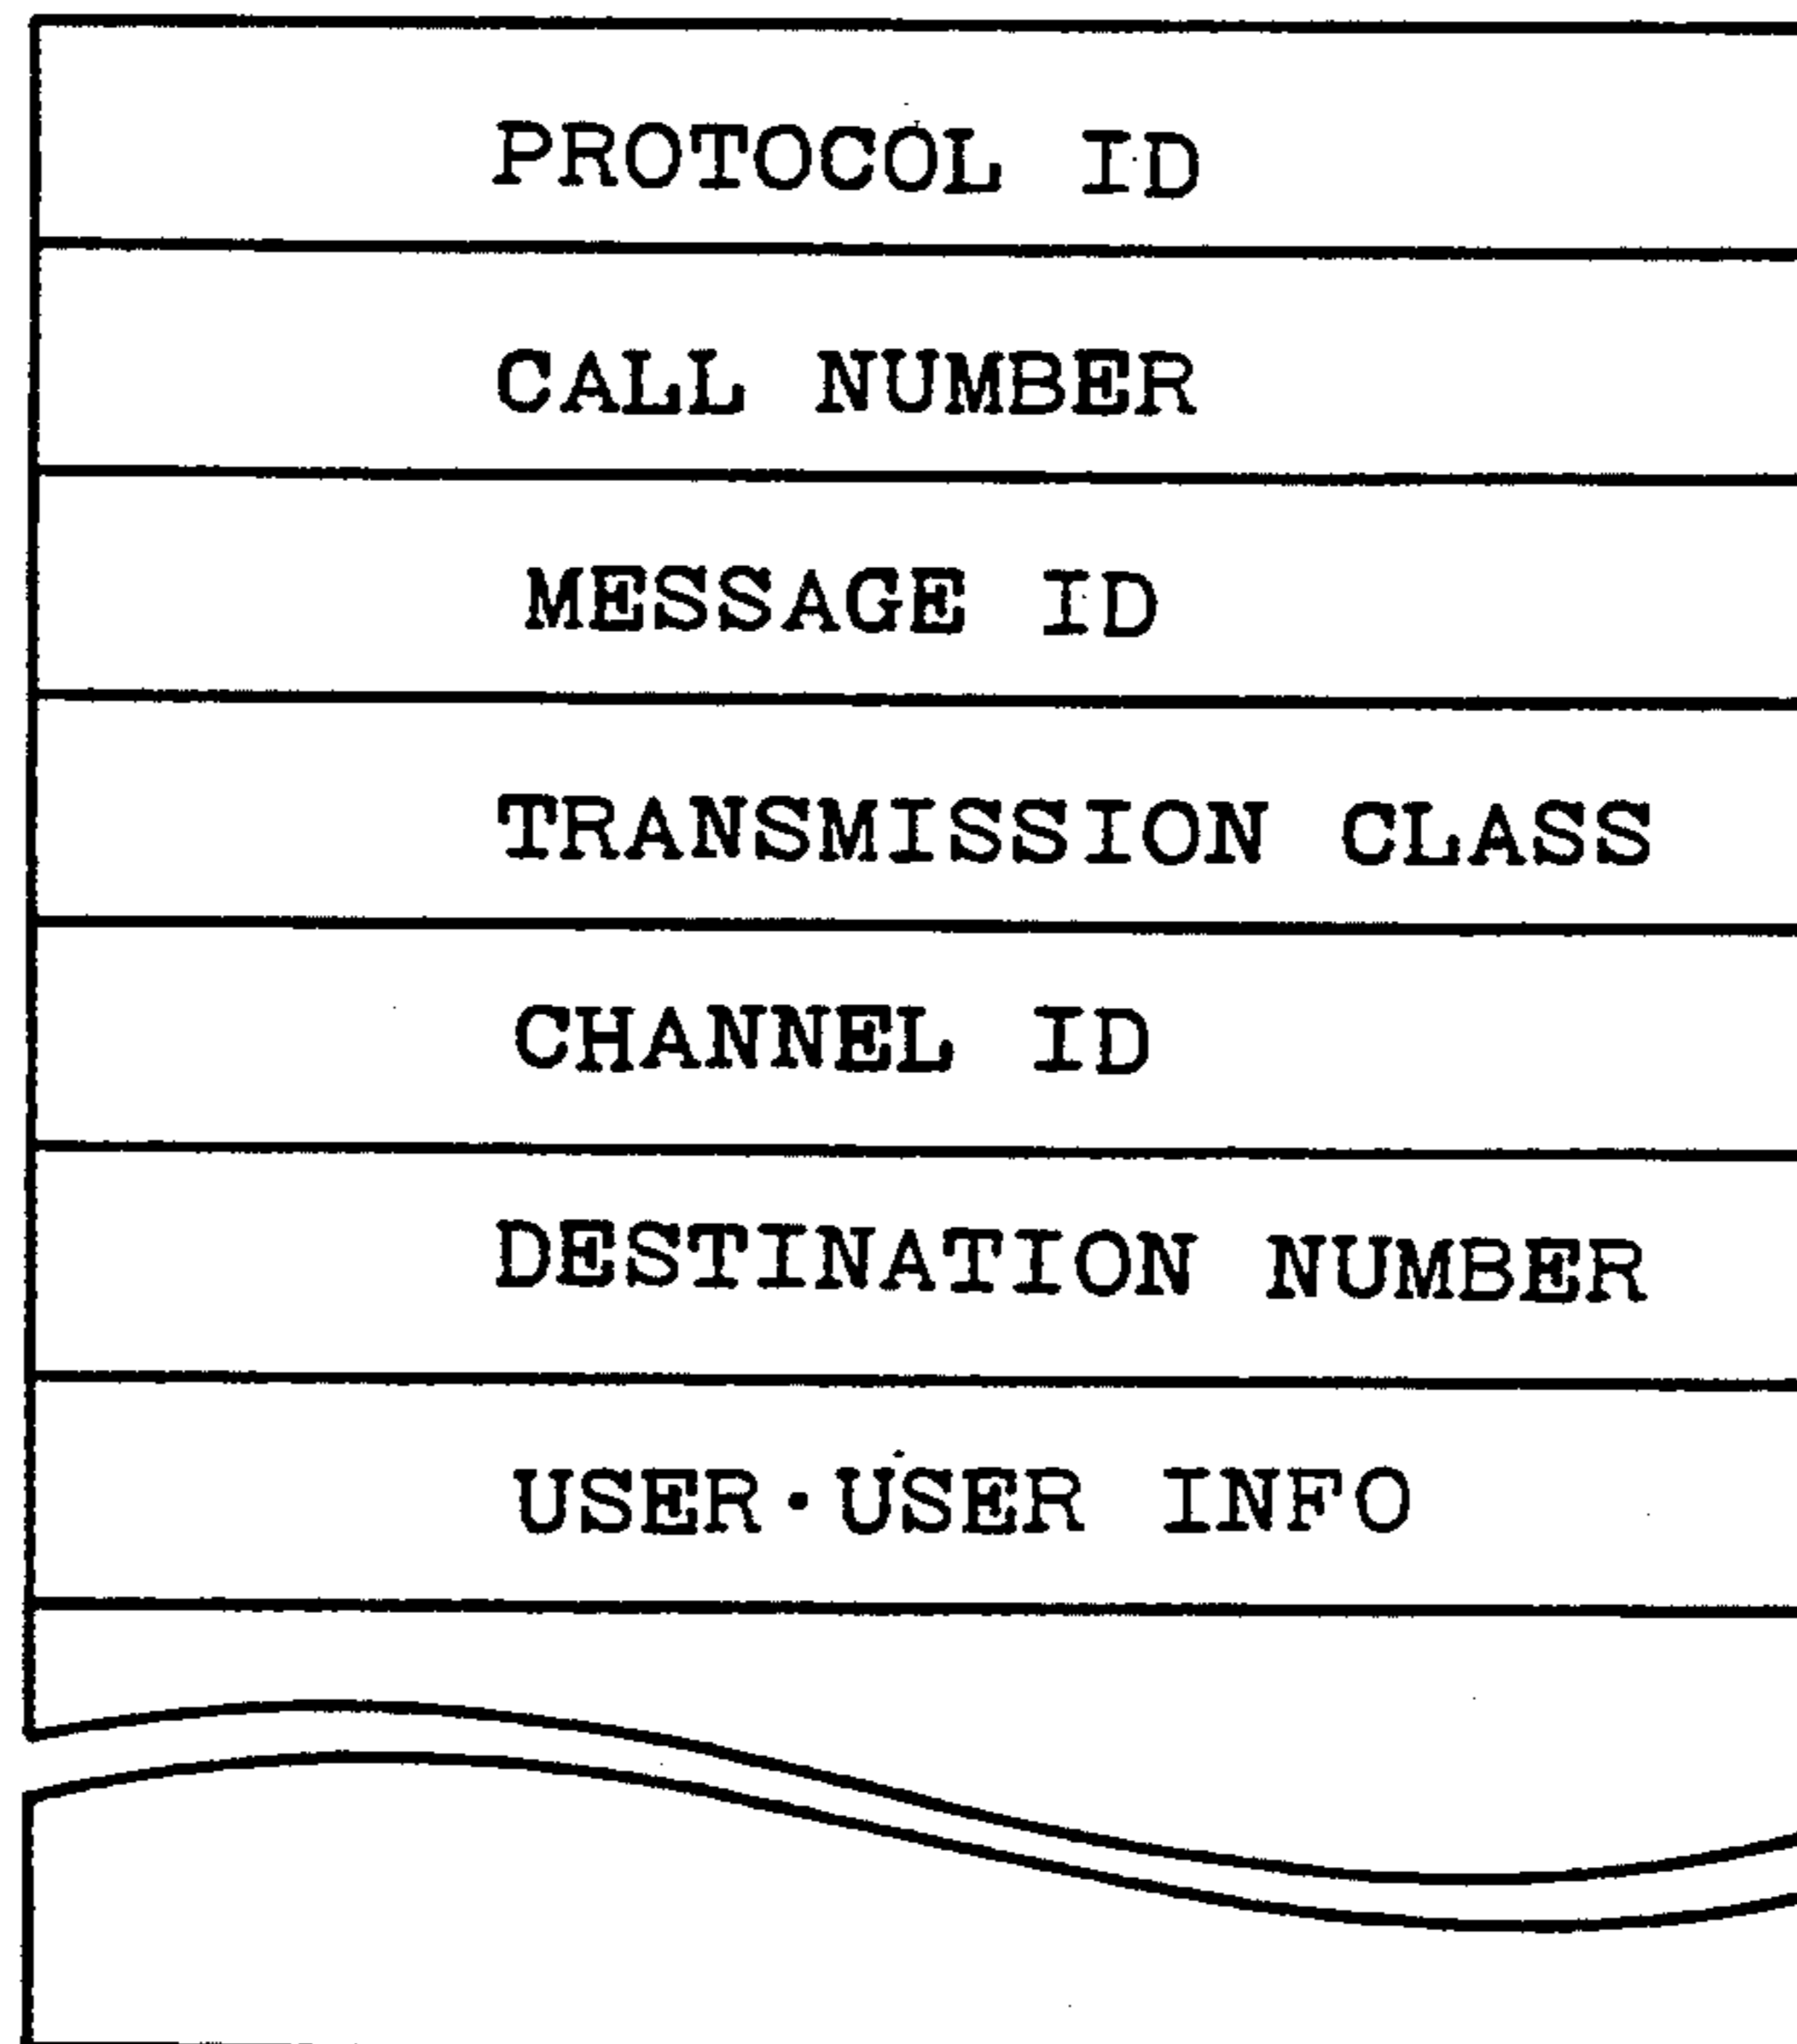 PROTOCOL ID
CALL NUMBER
MESSAGE ID
TRANSMISSION CLASS
CHANNEL ID
DESTINATION NUMBER
USER·USER INFO